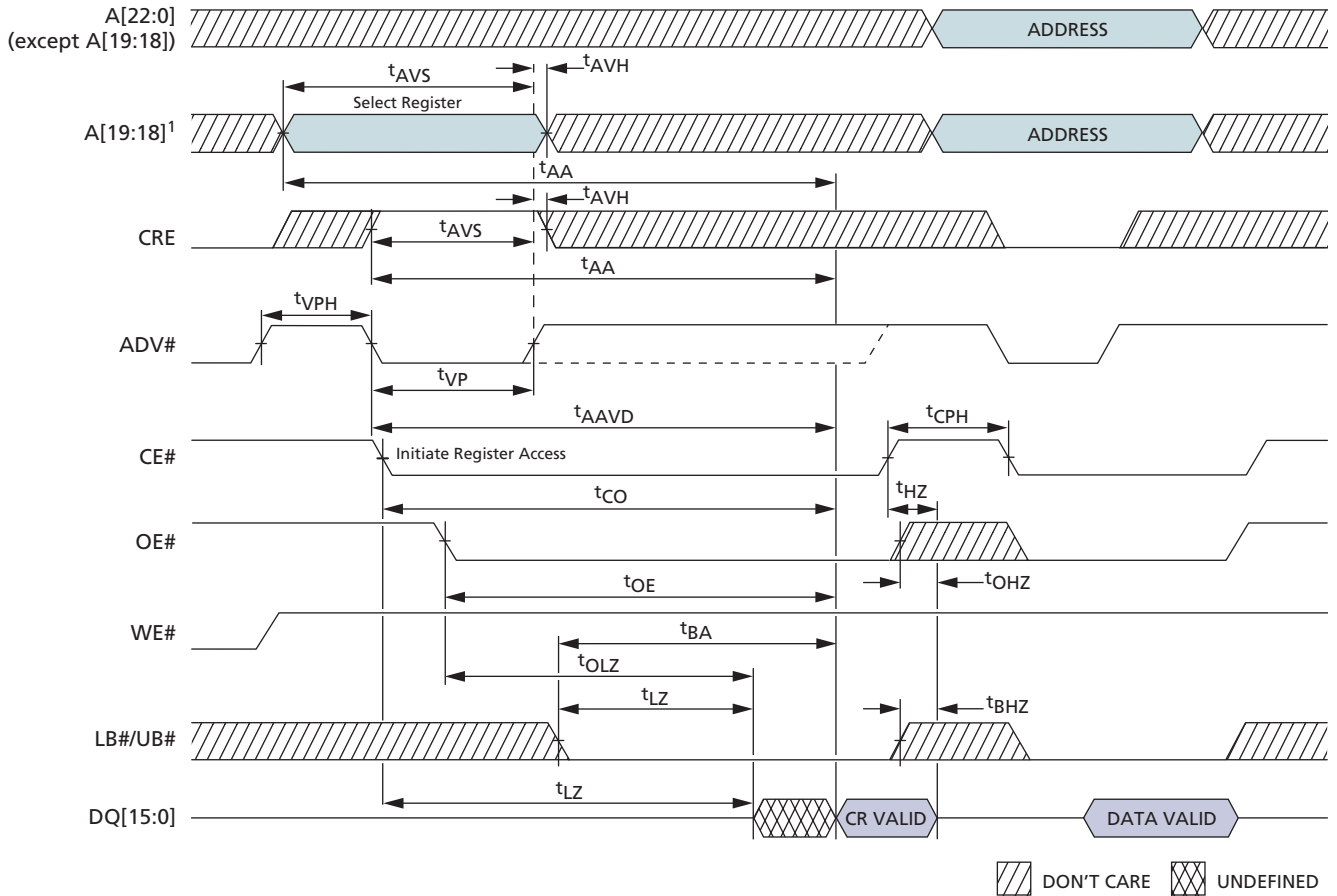 A[22:0]
(except A[19:18])
ADDRESS
tAVS
tAVH
Select Register
A[19:18]1
ADDRESS
tAA
tAVH
CRE
tAVS
tAA
tVPH
ADV#
tVP
tAAVD
tCPH
CE#
Initiate Register Access
tCO
tHZ
OE#
tOE
tOHZ
WE#
tBA
tOLZ
tLZ
tBHZ
LB#/UB#
tLZ
DQ[15:0]
CR VALID
DATA VALID
DON'T CARE
UNDEFINED